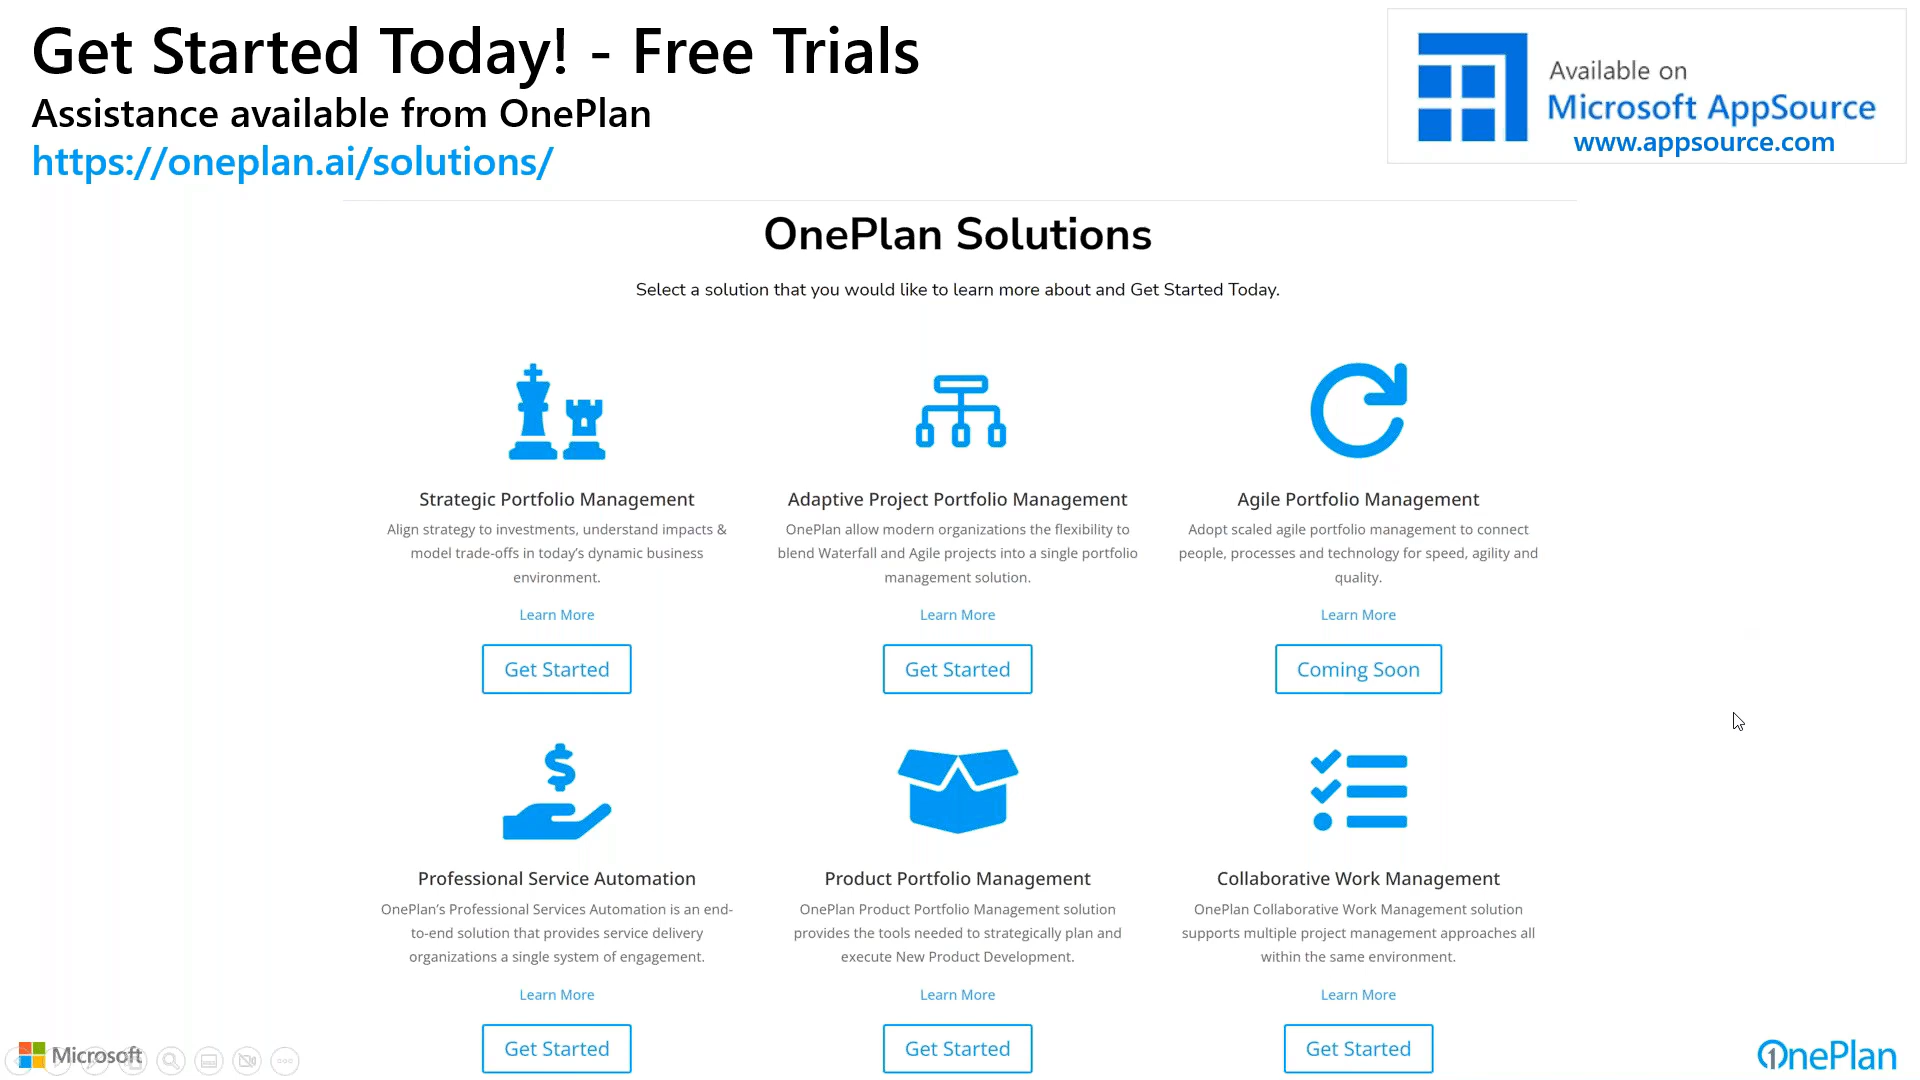 Get Started Today! - Free Trials
Assistance available from OnePlan
https://oneplan.ai/solutions/
Available on
Microsoft AppSource
www.appsource.com
OnePlan Solutions
Select a solution that you would like to learn more about and Get Started Today.
Strategic Portfolio Management
Align strategy to investments, understand impacts &
model trade-offs in today's dynamic business
environment.
Learn More
Get Started
Adaptive Project Portfolio Management
OnePlan allow modern organizations the flexibility to
blend Waterfall and Agile projects into a single portfolio
management solution.
Learn More
Get Started
Agile Portfolio Management
Adopt scaled agile portfolio management to connect
people, processes and technology for speed, agility and
quality.
Learn More
Coming Soon
Professional Service Automation
OnePlan's Professional Services Automation is an end-
to-end solution that provides service delivery
organizations a single system of engagement.
Learn More
Get Started
Product Portfolio Management
OnePlan Product Portfolio Management solution
provides the tools needed to strategically plan and
execute New Product Development.
Learn More
Get Started
Collaborative Work Management
OnePlan Collaborative Work Management solution
supports multiple project management approaches all
within the same environment.
Learn More
Get Started
Microsoft
OnePlan